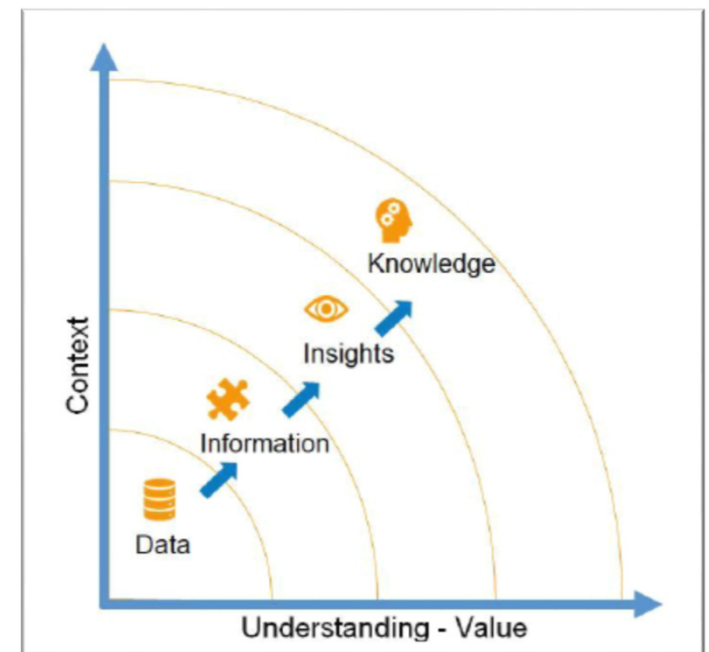 Knowledge
Insights
Context
Information
Data
Understanding - Value